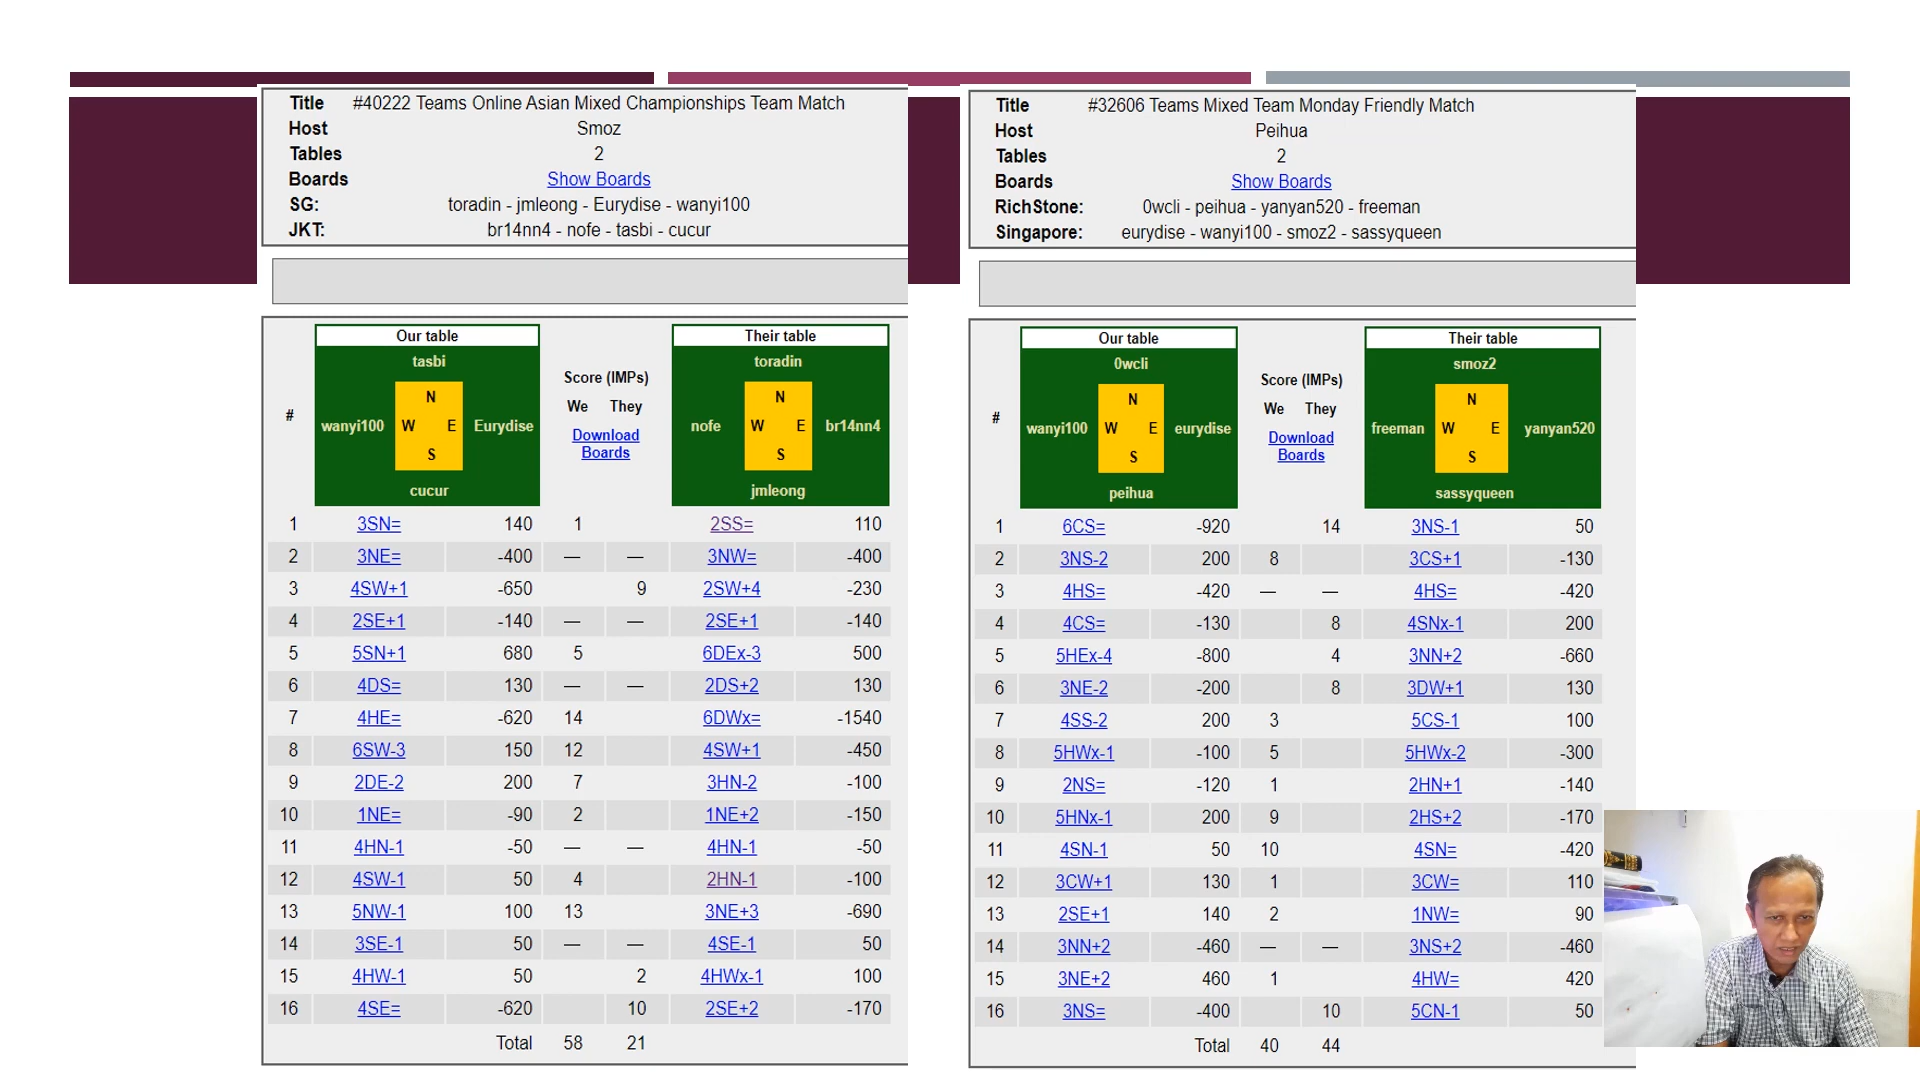 Title #40222 Teams Online Asian Mixed Championships Team Match
Host Smoz
Tables 2
Boards Show Boards
SG: toradin - jmleong - Eurydise - wanyi100
JKT: br14nn4 - nofe - tasbi - cucur
Our table Their table
tasbi toradin
Score (IMPs)
N N
# We They
wanyi100 W E Eurydise nofe W E br14nn4
Download
Boards
S S
cucur jmleong
1 3SN= 140 1 2SS= 110
2 3NE= -400 — — 3NW= -400
3 4SW+1 -650 9 2SW+4 -230
4 2SE+1 -140 — — 2SE+1 -140
5 5SN+1 680 5 6DEx-3 500
6 4DS= 130 — — 2DS+2 130
7 4HE= -620 14 6DWx= -1540
8 6SW-3 150 12 4SW+1 -450
9 2DE-2 200 7 3HN-2 -100
10 1NE= -90 2 1NE+2 -150
11 4HN-1 -50 — — 4HN-1 -50
12 4SW-1 50 4 2HN-1 -100
13 5NW-1 100 13 3NE+3 -690
14 3SE-1 50 — — 4SE-1 50
15 4HW-1 50 2 4HWx-1 100
16 4SE= -620 10 2SE+2 -170
Total 58 21
Title #32606 Teams Mixed Team Monday Friendly Match
Host Peihua
Tables 2
Boards Show Boards
RichStone: 0wcli - peihua - yanyan520 - freeman
Singapore: eurydise - wanyi100 - smoz2 - sassyqueen
Our table Their table
0wcli smoz2
Score (IMPs)
N N
# We They
wanyi100 W E eurydise freeman W E yanyan520
Download
Boards
S S
peihua sassyqueen
1 6CS= -920 14 3NS-1 50
2 3NS-2 200 8 3CS+1 -130
3 4HS= -420 — — 4HS= -420
4 4CS= -130 8 4SNx-1 200
5 5HEx-4 -800 4 3NN+2 -660
6 3NE-2 -200 8 3DW+1 130
7 4SS-2 200 3 5CS-1 100
8 5HWx-1 -100 5 5HWx-2 -300
9 2NS= -120 1 2HN+1 -140
10 5HNx-1 200 9 2HS+2 -170
11 4SN-1 50 10 4SN= -420
12 3CW+1 130 1 3CW= 110
13 2SE+1 140 2 1NW= 90
14 3NN+2 -460 — — 3NS+2 -460
15 3NE+2 460 1 4HW= 420
16 3NS= -400 10 5CN-1 50
Total 40 44